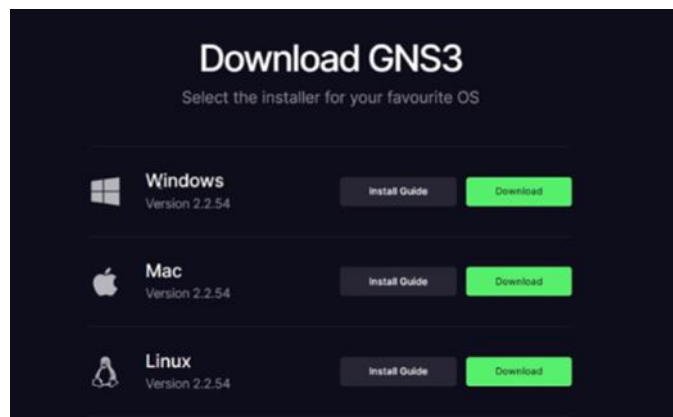 Download GNS3
Select the installer for your favourite OS
Windows
Version 2.2.54
Install Guide
Download
Mac
Version 2.2.54
Install Guide
Download
Linux
Version 2.2.54
Install Guide
Download